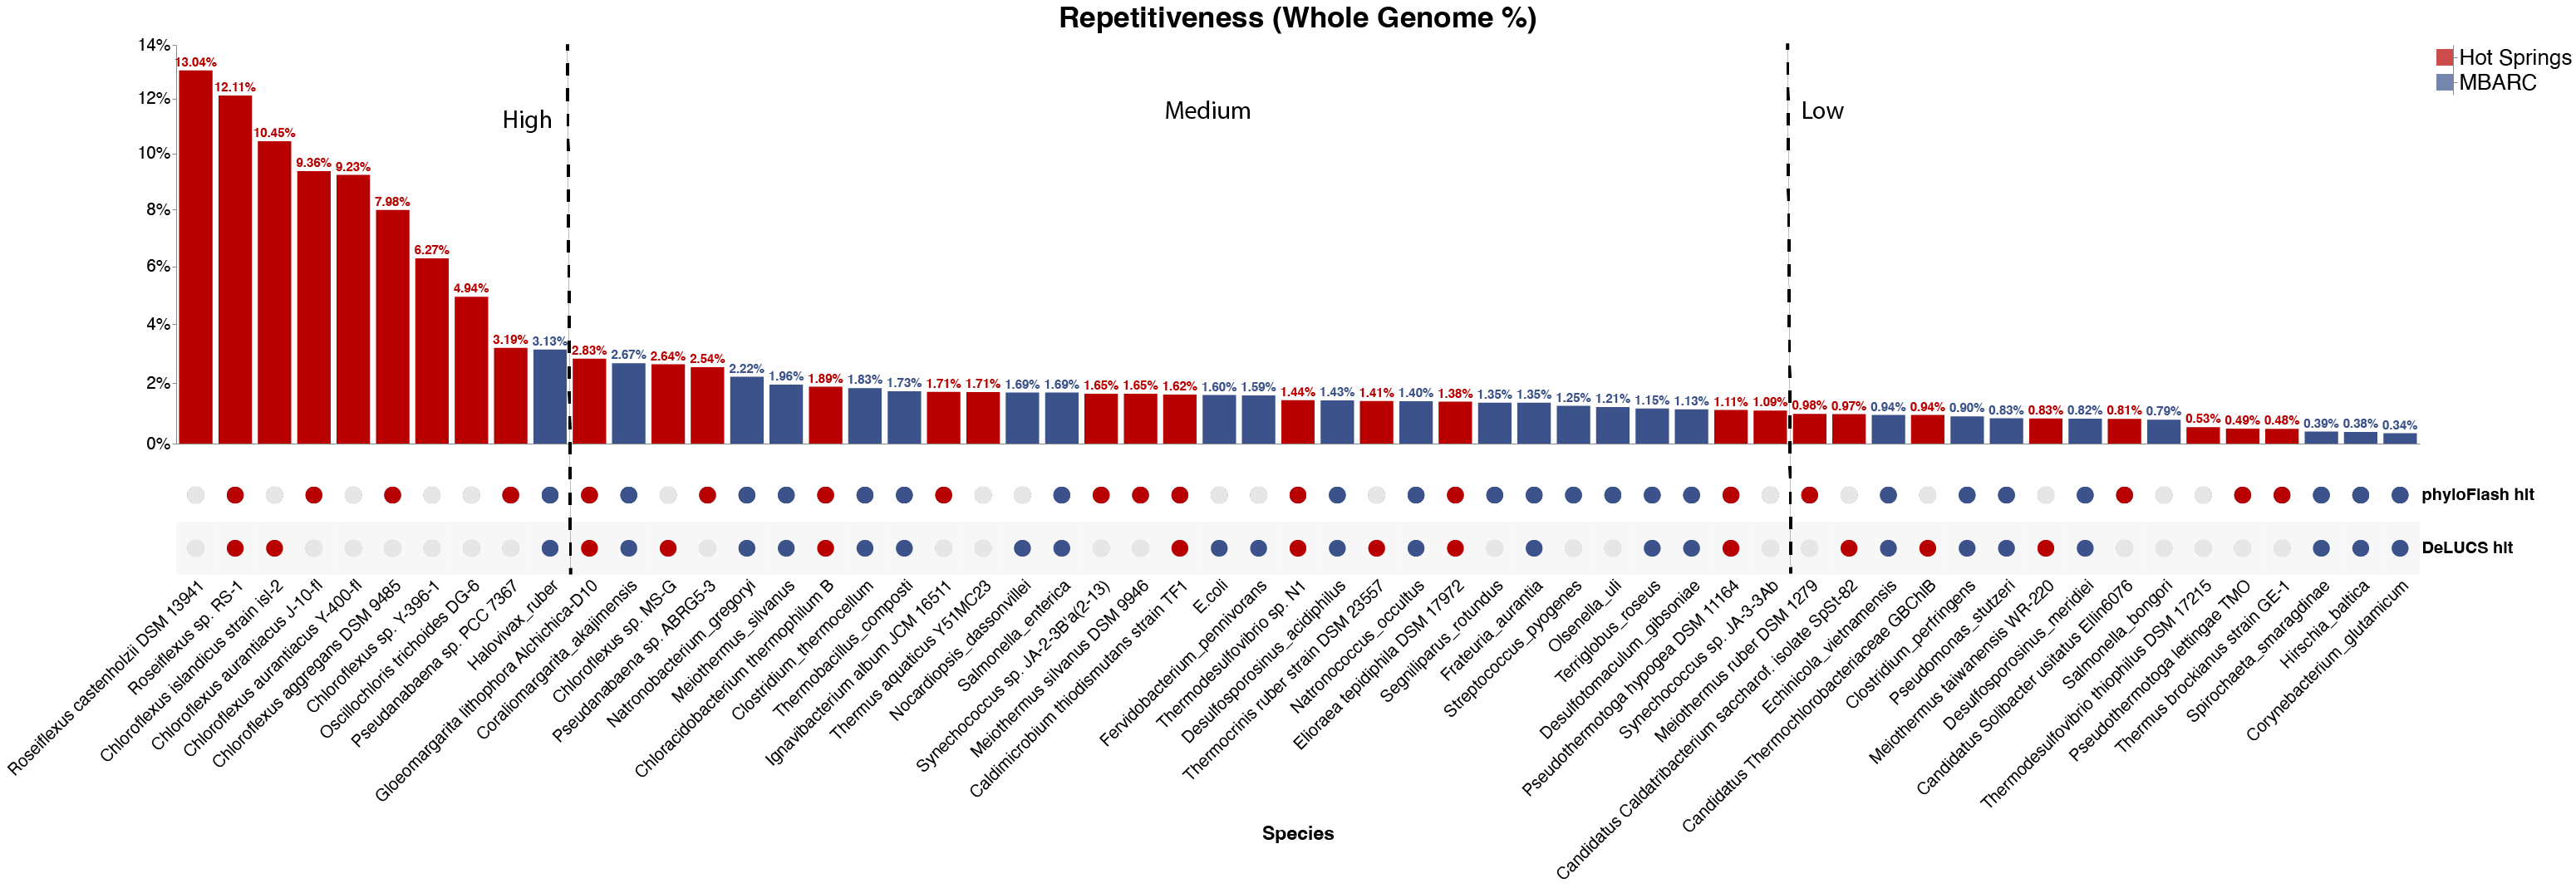 Repetitiveness (Whole Genome %)
14%
12%
10%
8%
6%
4%
2%
0%
High
Medium
Low
Hot Springs
MBARC
13.04%
12.11%
10.45%
9.36%
9.23%
7.98%
6.27%
4.94%
3.19%
3.13%
2.83%
2.67%
2.64%
2.54%
2.22%
1.96%
1.89%
1.83%
1.73%
1.71%
1.71%
1.69%
1.69%
1.65%
1.65%
1.62%
1.60%
1.59%
1.44%
1.43%
1.41%
1.40%
1.38%
1.35%
1.35%
1.25%
1.21%
1.15%
1.13%
1.11%
1.09%
0.98%
0.97%
0.94%
0.94%
0.90%
0.83%
0.83%
0.82%
0.81%
0.79%
0.53%
0.49%
0.48%
0.39%
0.38%
0.34%
phyloFlash hit
DeLUCS hit
Roseiflexus castenholzii DSM 13941
Roseiflexus sp. RS-1
Chloroflexus islandicus strain isl-2
Chloroflexus aurantiacus J-10-fl
Chloroflexus aurantiacus Y-400-fl
Chloroflexus aggregans DSM 9485
Chloroflexus sp. Y-396-1
Oscillochloris trichoides DG-6
Pseudanabaena sp. PCC 7367
Halovivax_ruber
Gloeomargarita lithophora Alchichica-D10
Coraliomargarita_akajimensis
Chloroflexus sp. MS-G
Pseudanabaena sp. ABRG5-3
Natronobacterium_gregoryi
Meiothermus_silvanus
Chloracidobacterium thermophilum B
Clostridium_thermocellum
Thermobacillus_composti
Ignavibacterium album JCM 16511
Thermus aquaticus Y51MC23
Nocardiopsis_dassonvillei
Salmonella_enterica
Synechococcus sp. JA-2-3B'a(2-13)
Meiothermus silvanus DSM 9946
Caldimicrobium thiodismutans strain TF1
E.coli
Fervidobacterium_pennivorans
Thermodesulfovibrio sp. N1
Desulfosporosinus_acidiphilus
Thermocrinis ruber strain DSM 23557
Natronococcus_occultus
Elioraea tepidiphila DSM 17972
Segniliparus_rotundus
Frateuria_aurantia
Streptococcus_pyogenes
Olsenella_uli
Terriglobus_roseus
Desulfotomaculum_gibsoniae
Pseudothermotoga hypogea DSM 11164
Synechococcus sp. JA-3-3Ab
Meiothermus ruber DSM 1279
Candidatus Caldatribacterium saccharof. isolate SpSt-82
Echinicola_vietnamensis
Candidatus Thermochlorobacteriaceae GBChlB
Clostridium_perfringens
Pseudomonas_stutzeri
Meiothermus taiwanensis WR-220
Desulfosporosinus_meridiei
Candidatus Solibacter usitatus Ellin6076
Salmonella_bongori
Thermodesulfovibrio thiophilus DSM 17215
Pseudothermotoga lettingae TMO
Thermus brockianus strain GE-1
Spirochaeta_smaragdinae
Hirschia_baltica
Corynebacterium_glutamicum
Species